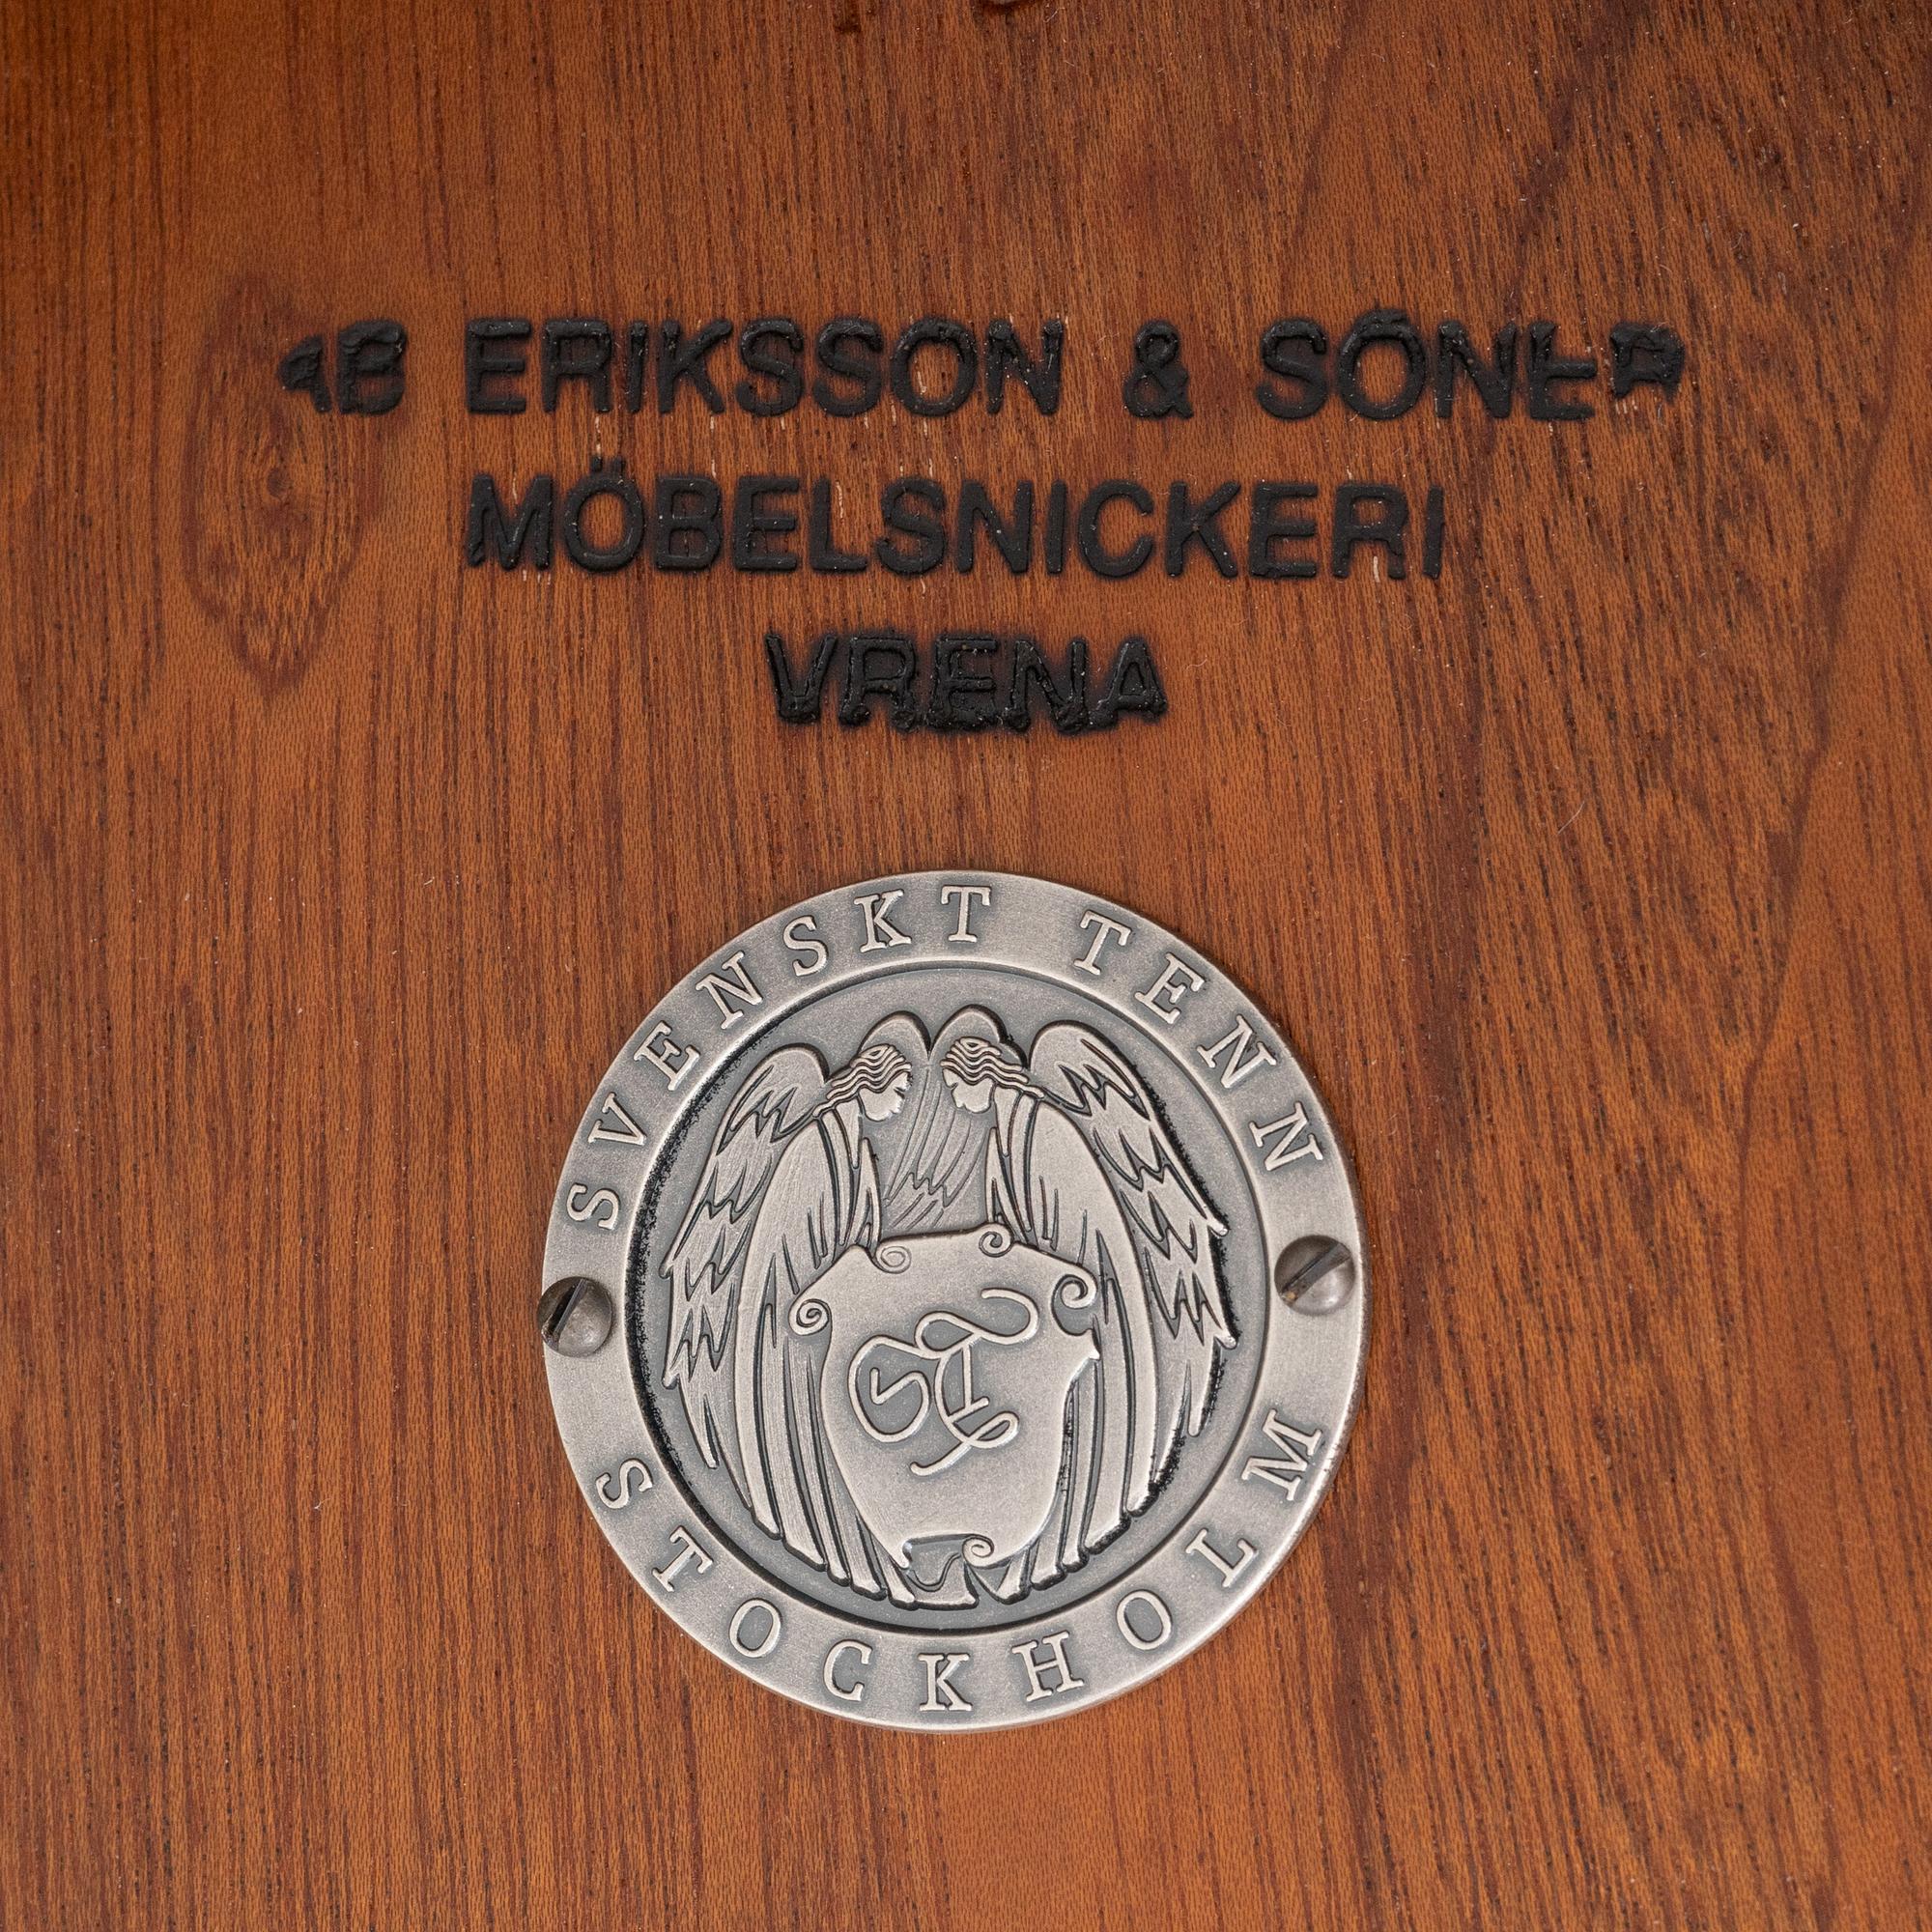 AB ERIKSSON & SÖNER
MÖBELSNICKERI
VRENA
SVENSKT TENN
STOCKHOLM